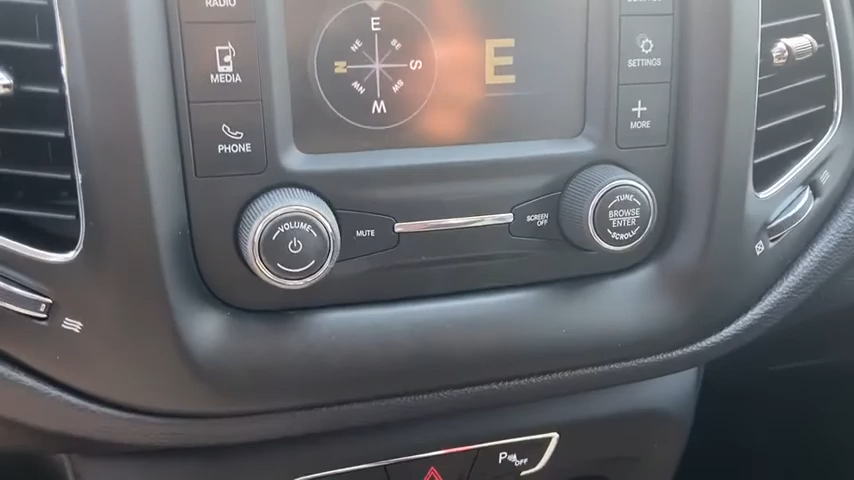 RADIO
MEDIA
PHONE
E
NE
SE
N
S
NW
SW
W
E
SETTINGS
MORE
VOLUME
MUTE
SCREEN
OFF
TUNE
BROWSE
ENTER
SCROLL
P
OFF